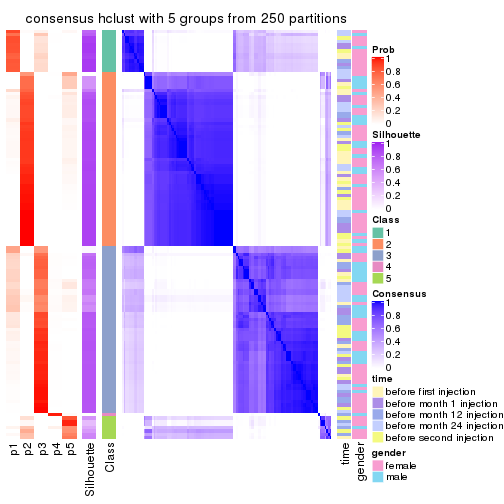 consensus hclust with 5 groups from 250 partitions
Prob
1
0.8
0.6
0.4
0.2
0
Silhouette
1
0.8
0.6
0.4
0.2
0
Class
1
2
3
4
5
Consensus
1
0.8
0.6
0.4
0.2
0
time
before first injection
before month 1 injection
before month 12 injection
before month 24 injection
before second injection
gender
female
male
p1
p2
p3
p4
p5
Silhouette
Class
time
gender